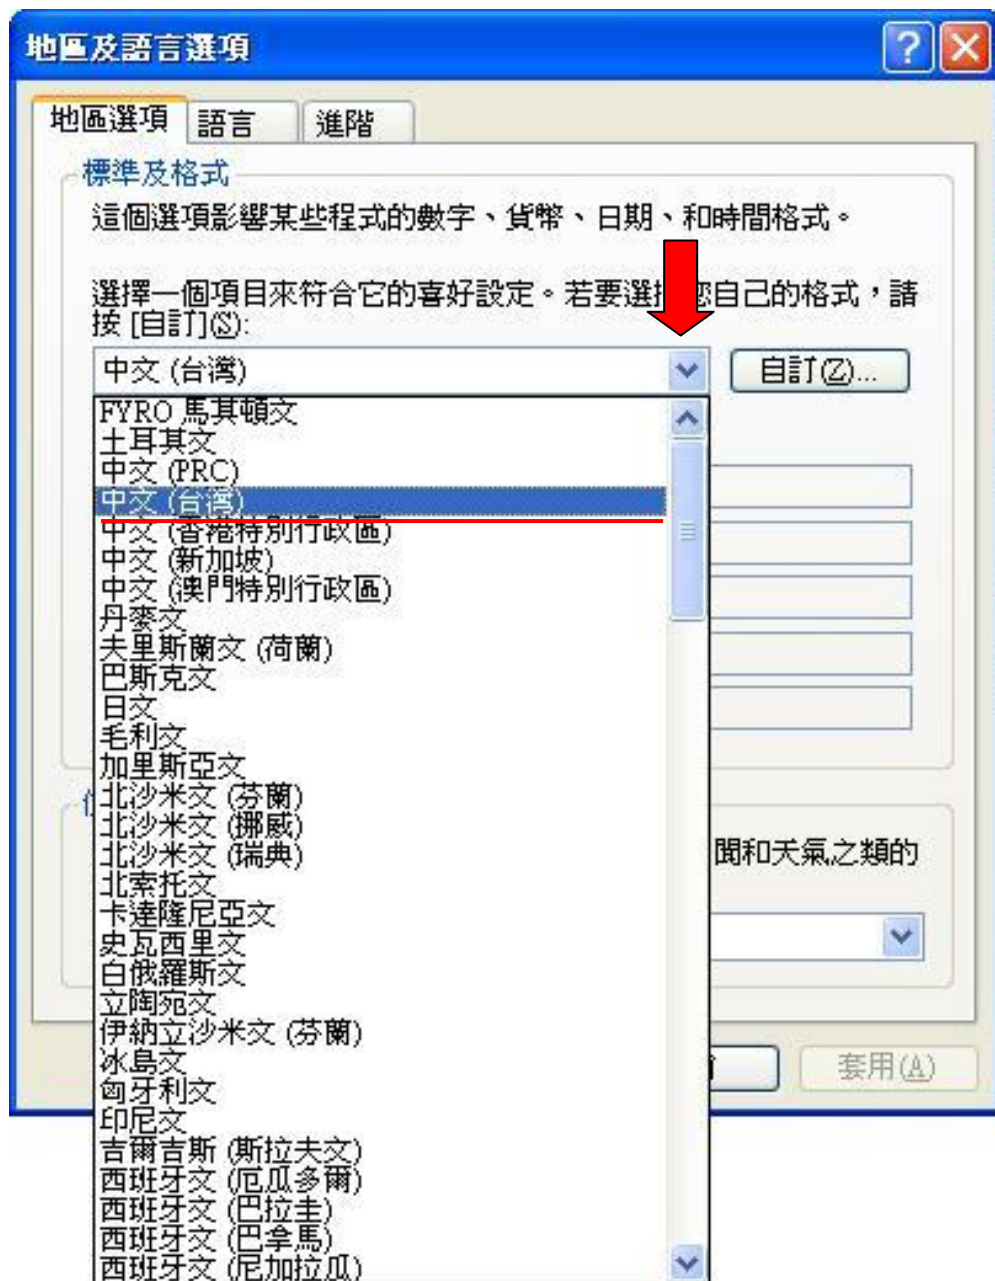 地區及語言選項
地區選項
語言
進階
標準及格式
這個選項影響某些程式的數字、貨幣、日期、和時間格式。
選擇一個項目來符合它的喜好設定。若要選 您自己的格式，請
按 [自訂](S):
中文 (台灣)
自訂(Z)...
FYRO 馬其頓文
土耳其文
中文 (PRC)
中文 (台灣)
中文 (香港特別行政區)
中文 (新加坡)
中文 (澳門特別行政區)
丹麥文
夫里斯蘭文 (荷蘭)
巴斯克文
日文
毛利文
加里斯亞文
北沙米文 (芬蘭)
北沙米文 (挪威)
北沙米文 (瑞典)
聞和天氣之類的
北索托文
卡達隆尼亞文
史瓦西里文
白俄羅斯文
立陶宛文
伊納立沙米文 (芬蘭)
冰島文
套用(A)
匈牙利文
印尼文
吉爾吉斯 (斯拉夫文)
西班牙文 (厄瓜多爾)
西班牙文 (巴拉圭)
西班牙文 (巴拿馬)
西班牙文 (尼加拉瓜)